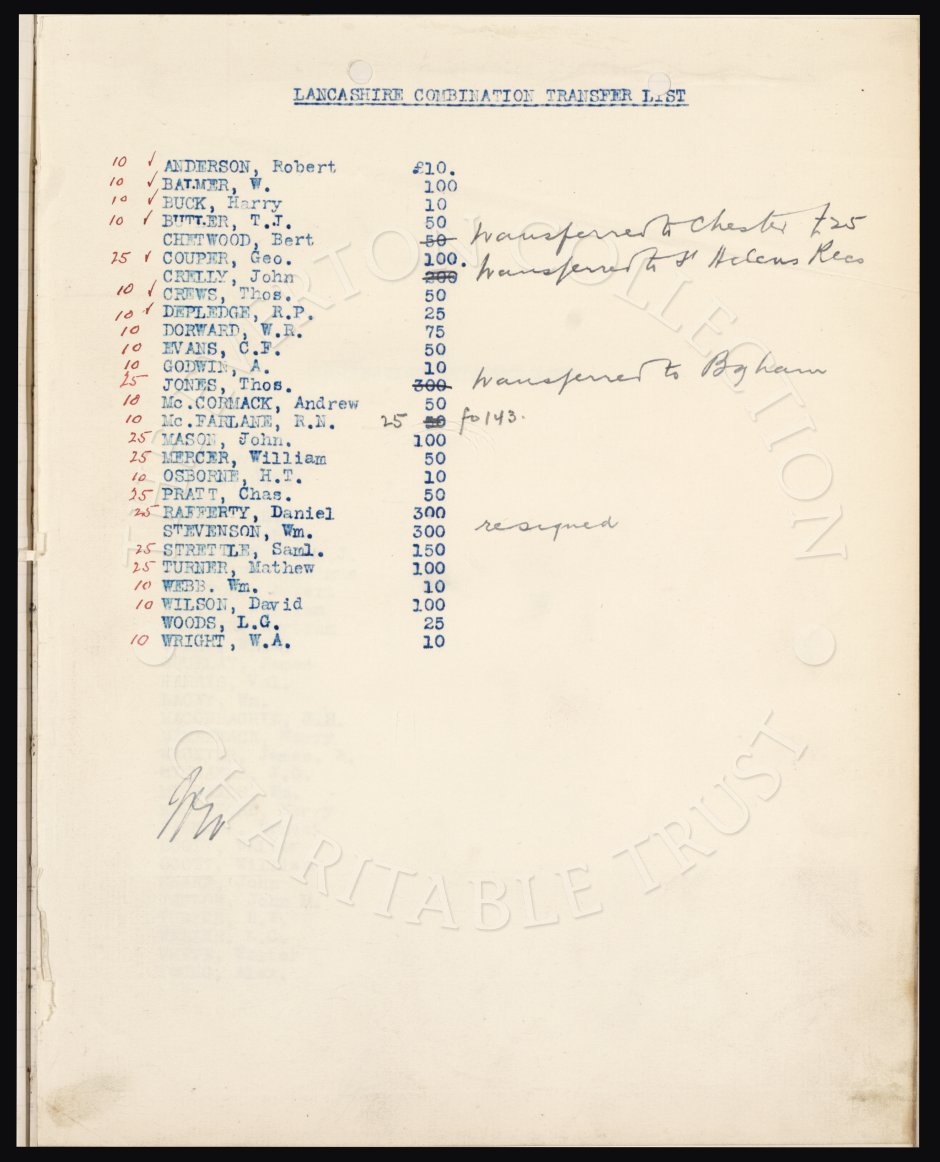 LANCASHIRE COMBINATION TRANSFER LIST
10 ✓ ANDERSON, Robert £10.
10 ✓ BALMER, W. 100
10 ✓ BUCK, Harry 10
10 ✓ BUTLER, T.J. 50
CHETWOOD, Bert 50 transferred to Chester £25
25 ✓ COUPER, Geo. 100.
CRELLY, John 200 transferred to St Helens Recs
10 ✓ CREWS, Thos. 50
10 ✓ DEPLEDGE, R.P. 25
10 DORWARD, W.R. 75
10 EVANS, C.F. 50
10 GODWIN, A. 10
25 JONES, Thos. 300 transferred to B'ham
10 Mc.CORMACK, Andrew 50
10 Mc.FARLANE, R.N. 25 50 fo143.
25 MASON, John. 100
25 MERCER, William 50
10 OSBORNE, H.T. 10
25 PRATT, Chas. 50
25 RAFFERTY, Daniel 300
STEVENSON, Wm. 300 resigned
25 STRETTLE, Saml. 150
25 TURNER, Mathew 100
10 WEBB. Wm. 10
10 WILSON, David 100
WOODS, L.G. 25
10 WRIGHT, W.A. 10
THE EVERTON COLLECTION
CHARITABLE TRUST